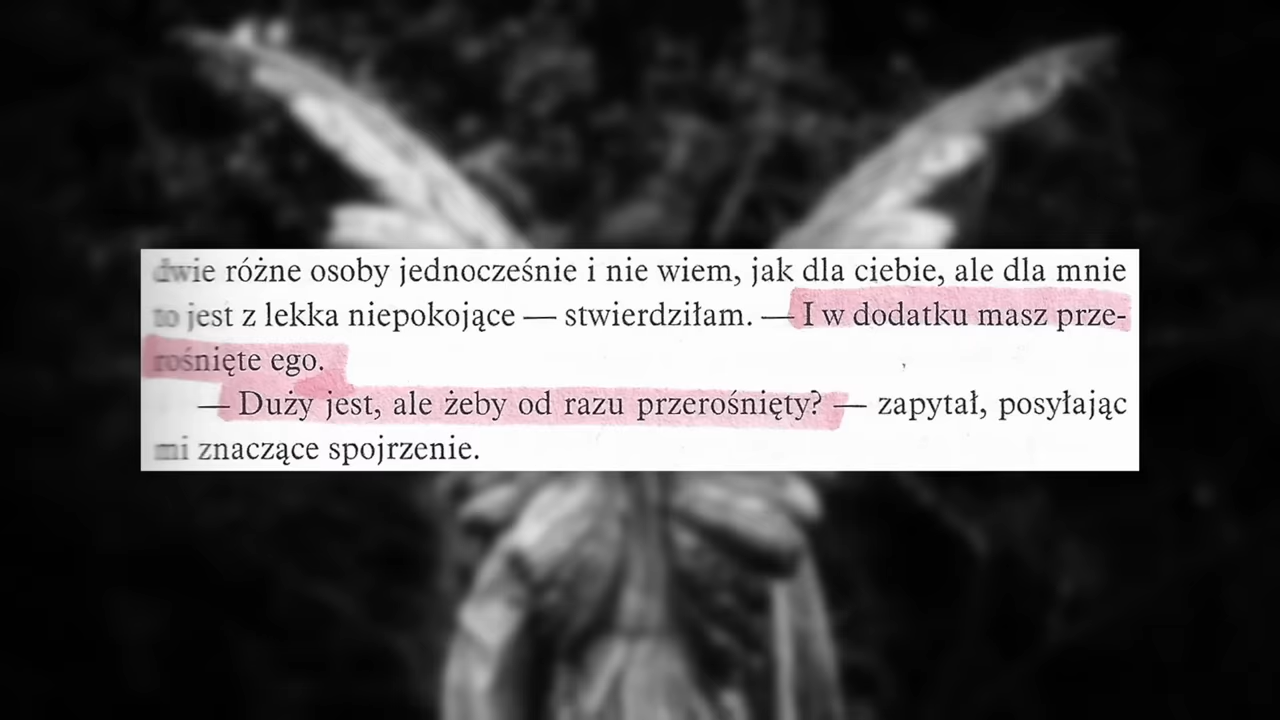 dwie różne osoby jednocześnie i nie wiem, jak dla ciebie, ale dla mnie
to jest z lekka niepokojące — stwierdziłam. — I w dodatku masz prze-
rośnięte ego.
— Duży jest, ale żeby od razu przerośnięty? — zapytał, posyłając
mi znaczące spojrzenie.